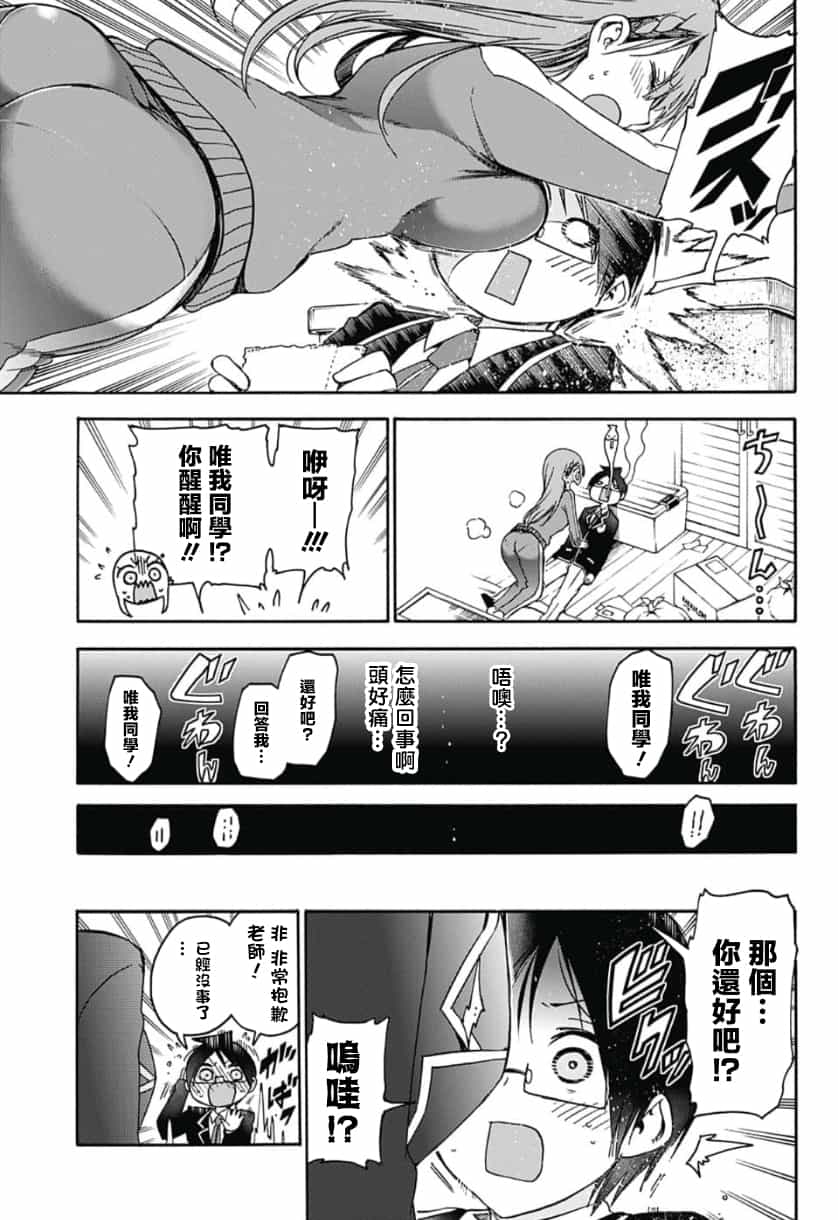 ゴスッ
ち〜〜ん…
咿呀—!!!
唯我同學!?
你醒醒啊!!
唯我同學!
ぐわん
ぐわん
唔噢…?
怎麼回事啊
頭好痛…
還好吧?
回答我…
唯我同學!
ぐわん
…!!
…
!!
那個…
你還好吧!?
ビクッ
嗚哇!?
非 非常抱歉
老師!
已經沒事了
…
がばっ